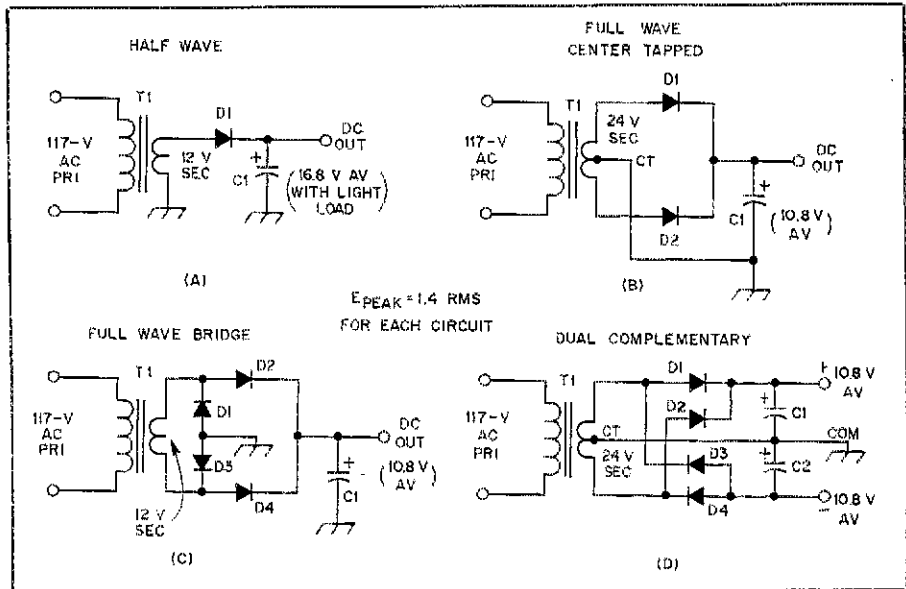 HALF WAVE
T1
D1
117-V
AC
PRI
12 V
SEC
+
C1
DC
OUT
(16.8 V AV
WITH LIGHT
LOAD)
(A)
FULL WAVE
CENTER TAPPED
T1
D1
117-V
AC
PRI
24 V
SEC
CT
D2
DC
OUT
+
C1
(10.8 V
AV)
(B)
EPEAK = 1.4 RMS
FOR EACH CIRCUIT
FULL WAVE BRIDGE
T1
D2
117-V
AC
PRI
D1
D3
12 V
SEC
D4
DC
OUT
+
C1
(10.8 V
AV)
(C)
DUAL COMPLEMENTARY
T1
D1
117-V
AC
PRI
D2
CT
24 V
SEC
D3
D4
+ 10.8 V
AV
+
C1
COM
+
C2
– 10.8 V
AV
(D)